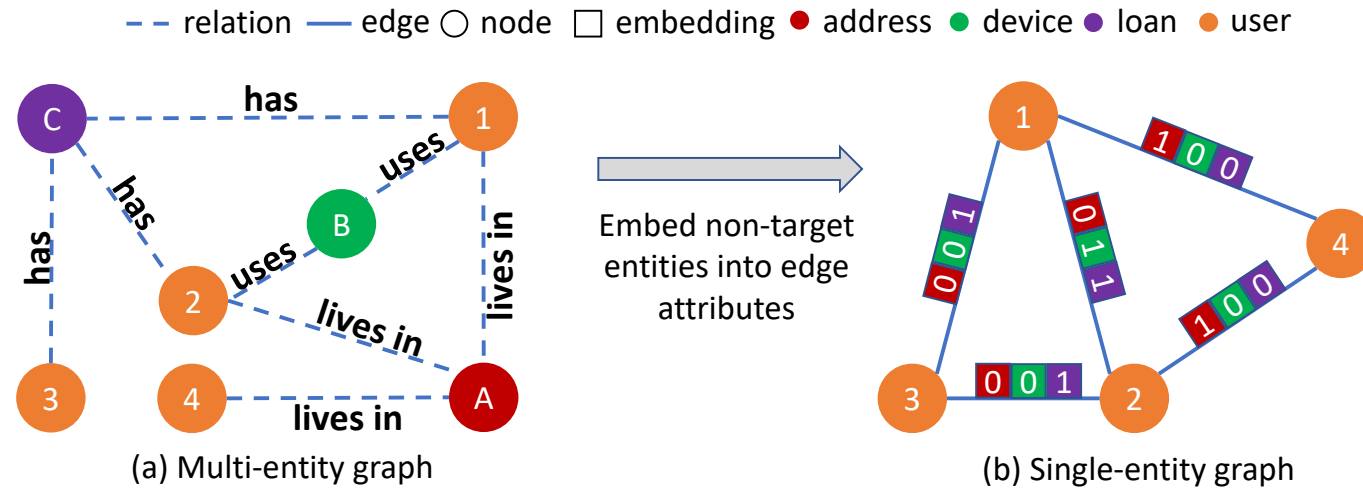 relation edge node embedding address device loan user
C has 1
uses
has
B
has
uses
lives in
2
lives in
3 4 A
lives in
(a) Multi-entity graph
Embed non-target
entities into edge
attributes
1
1 0 0
0 0 1
0 1 1
4
1 0 0
3 0 0 1 2
(b) Single-entity graph